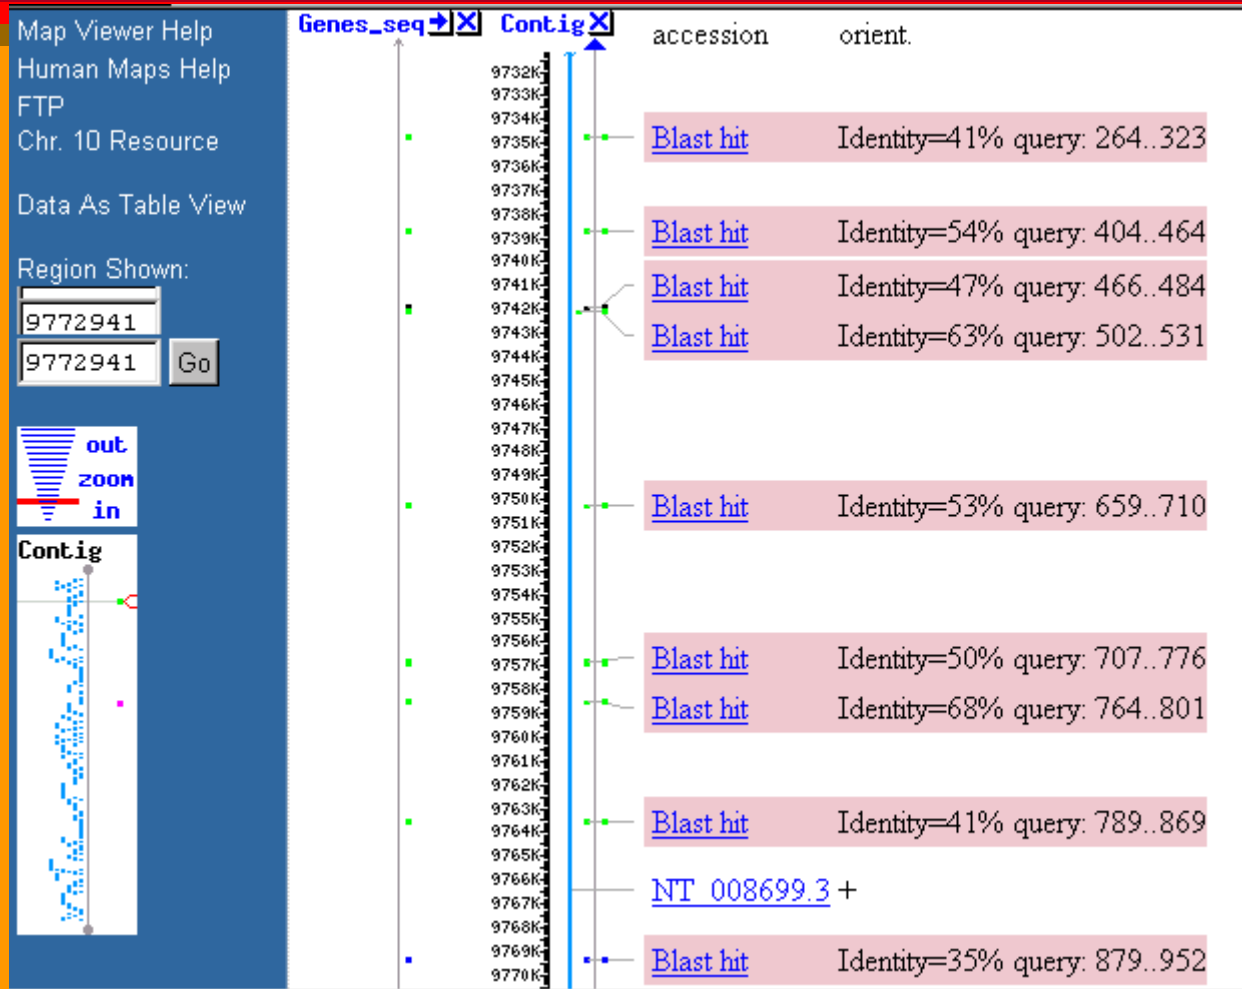 Map Viewer Help
Human Maps Help
FTP
Chr. 10 Resource
Data As Table View
Region Shown:
9772941
9772941 Go
out
zoom
in
Contig
Genes_seq Contig accession orient.
9732K
9733K
9734K
9735K
Blast hit Identity=41% query: 264..323
9736K
9737K
9738K
Blast hit Identity=54% query: 404..464
9739K
9740K
9741K
Blast hit Identity=47% query: 466..484
9742K
9743K
Blast hit Identity=63% query: 502..531
9744K
9745K
9746K
9747K
9748K
9749K
9750K
Blast hit Identity=53% query: 659..710
9751K
9752K
9753K
9754K
9755K
9756K
9757K
Blast hit Identity=50% query: 707..776
9758K
9759K
Blast hit Identity=68% query: 764..801
9760K
9761K
9762K
9763K
Blast hit Identity=41% query: 789..869
9764K
9765K
9766K
NT_008699.3 +
9767K
9768K
9769K
Blast hit Identity=35% query: 879..952
9770K